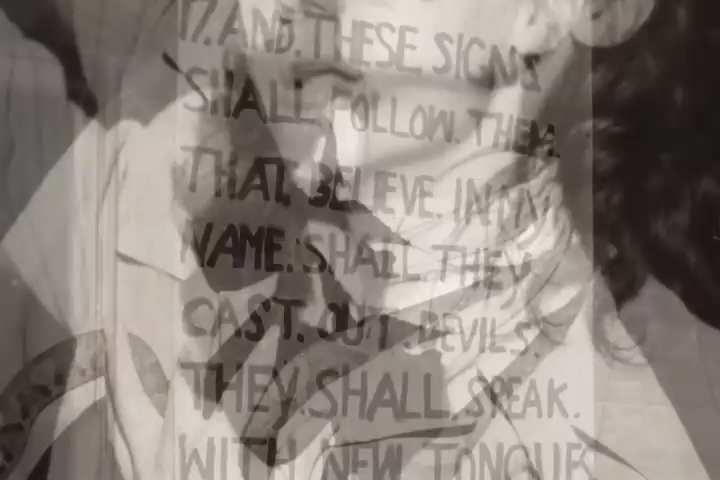 17. AND. THESE SIGNS
SHALL FOLLOW. THEM.
THAT. BELIEVE. IN MY
NAME. SHALL THEY
CAST. OUT. DEVILS.
THEY. SHALL. SPEAK.
WITH NEW TONGUES